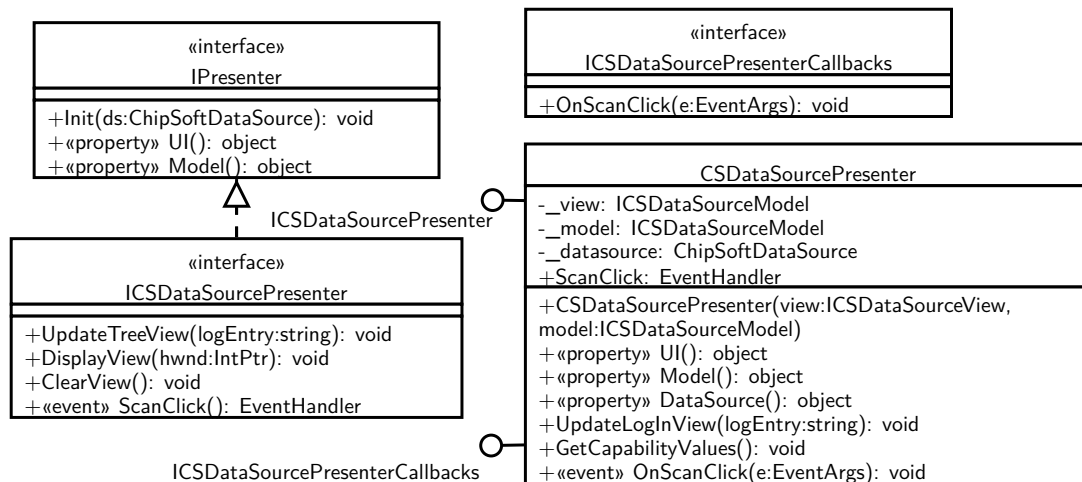 «interface»
IPresenter
+Init(ds:ChipSoftDataSource): void
+«property» UI(): object
+«property» Model(): object
«interface»
ICSDataSourcePresenterCallbacks
+OnScanClick(e:EventArgs): void
ICSDataSourcePresenter
«interface»
ICSDataSourcePresenter
+UpdateTreeView(logEntry:string): void
+DisplayView(hwnd:IntPtr): void
+ClearView(): void
+«event» ScanClick(): EventHandler
CSDataSourcePresenter
-_view: ICSDataSourceModel
-_model: ICSDataSourceModel
-_datasource: ChipSoftDataSource
+ScanClick: EventHandler
+CSDataSourcePresenter(view:ICSDataSourceView,
model:ICSDataSourceModel)
+«property» UI(): object
+«property» Model(): object
+«property» DataSource(): object
+UpdateLogInView(logEntry:string): void
+GetCapabilityValues(): void
+«event» OnScanClick(e:EventArgs): void
ICSDataSourcePresenterCallbacks